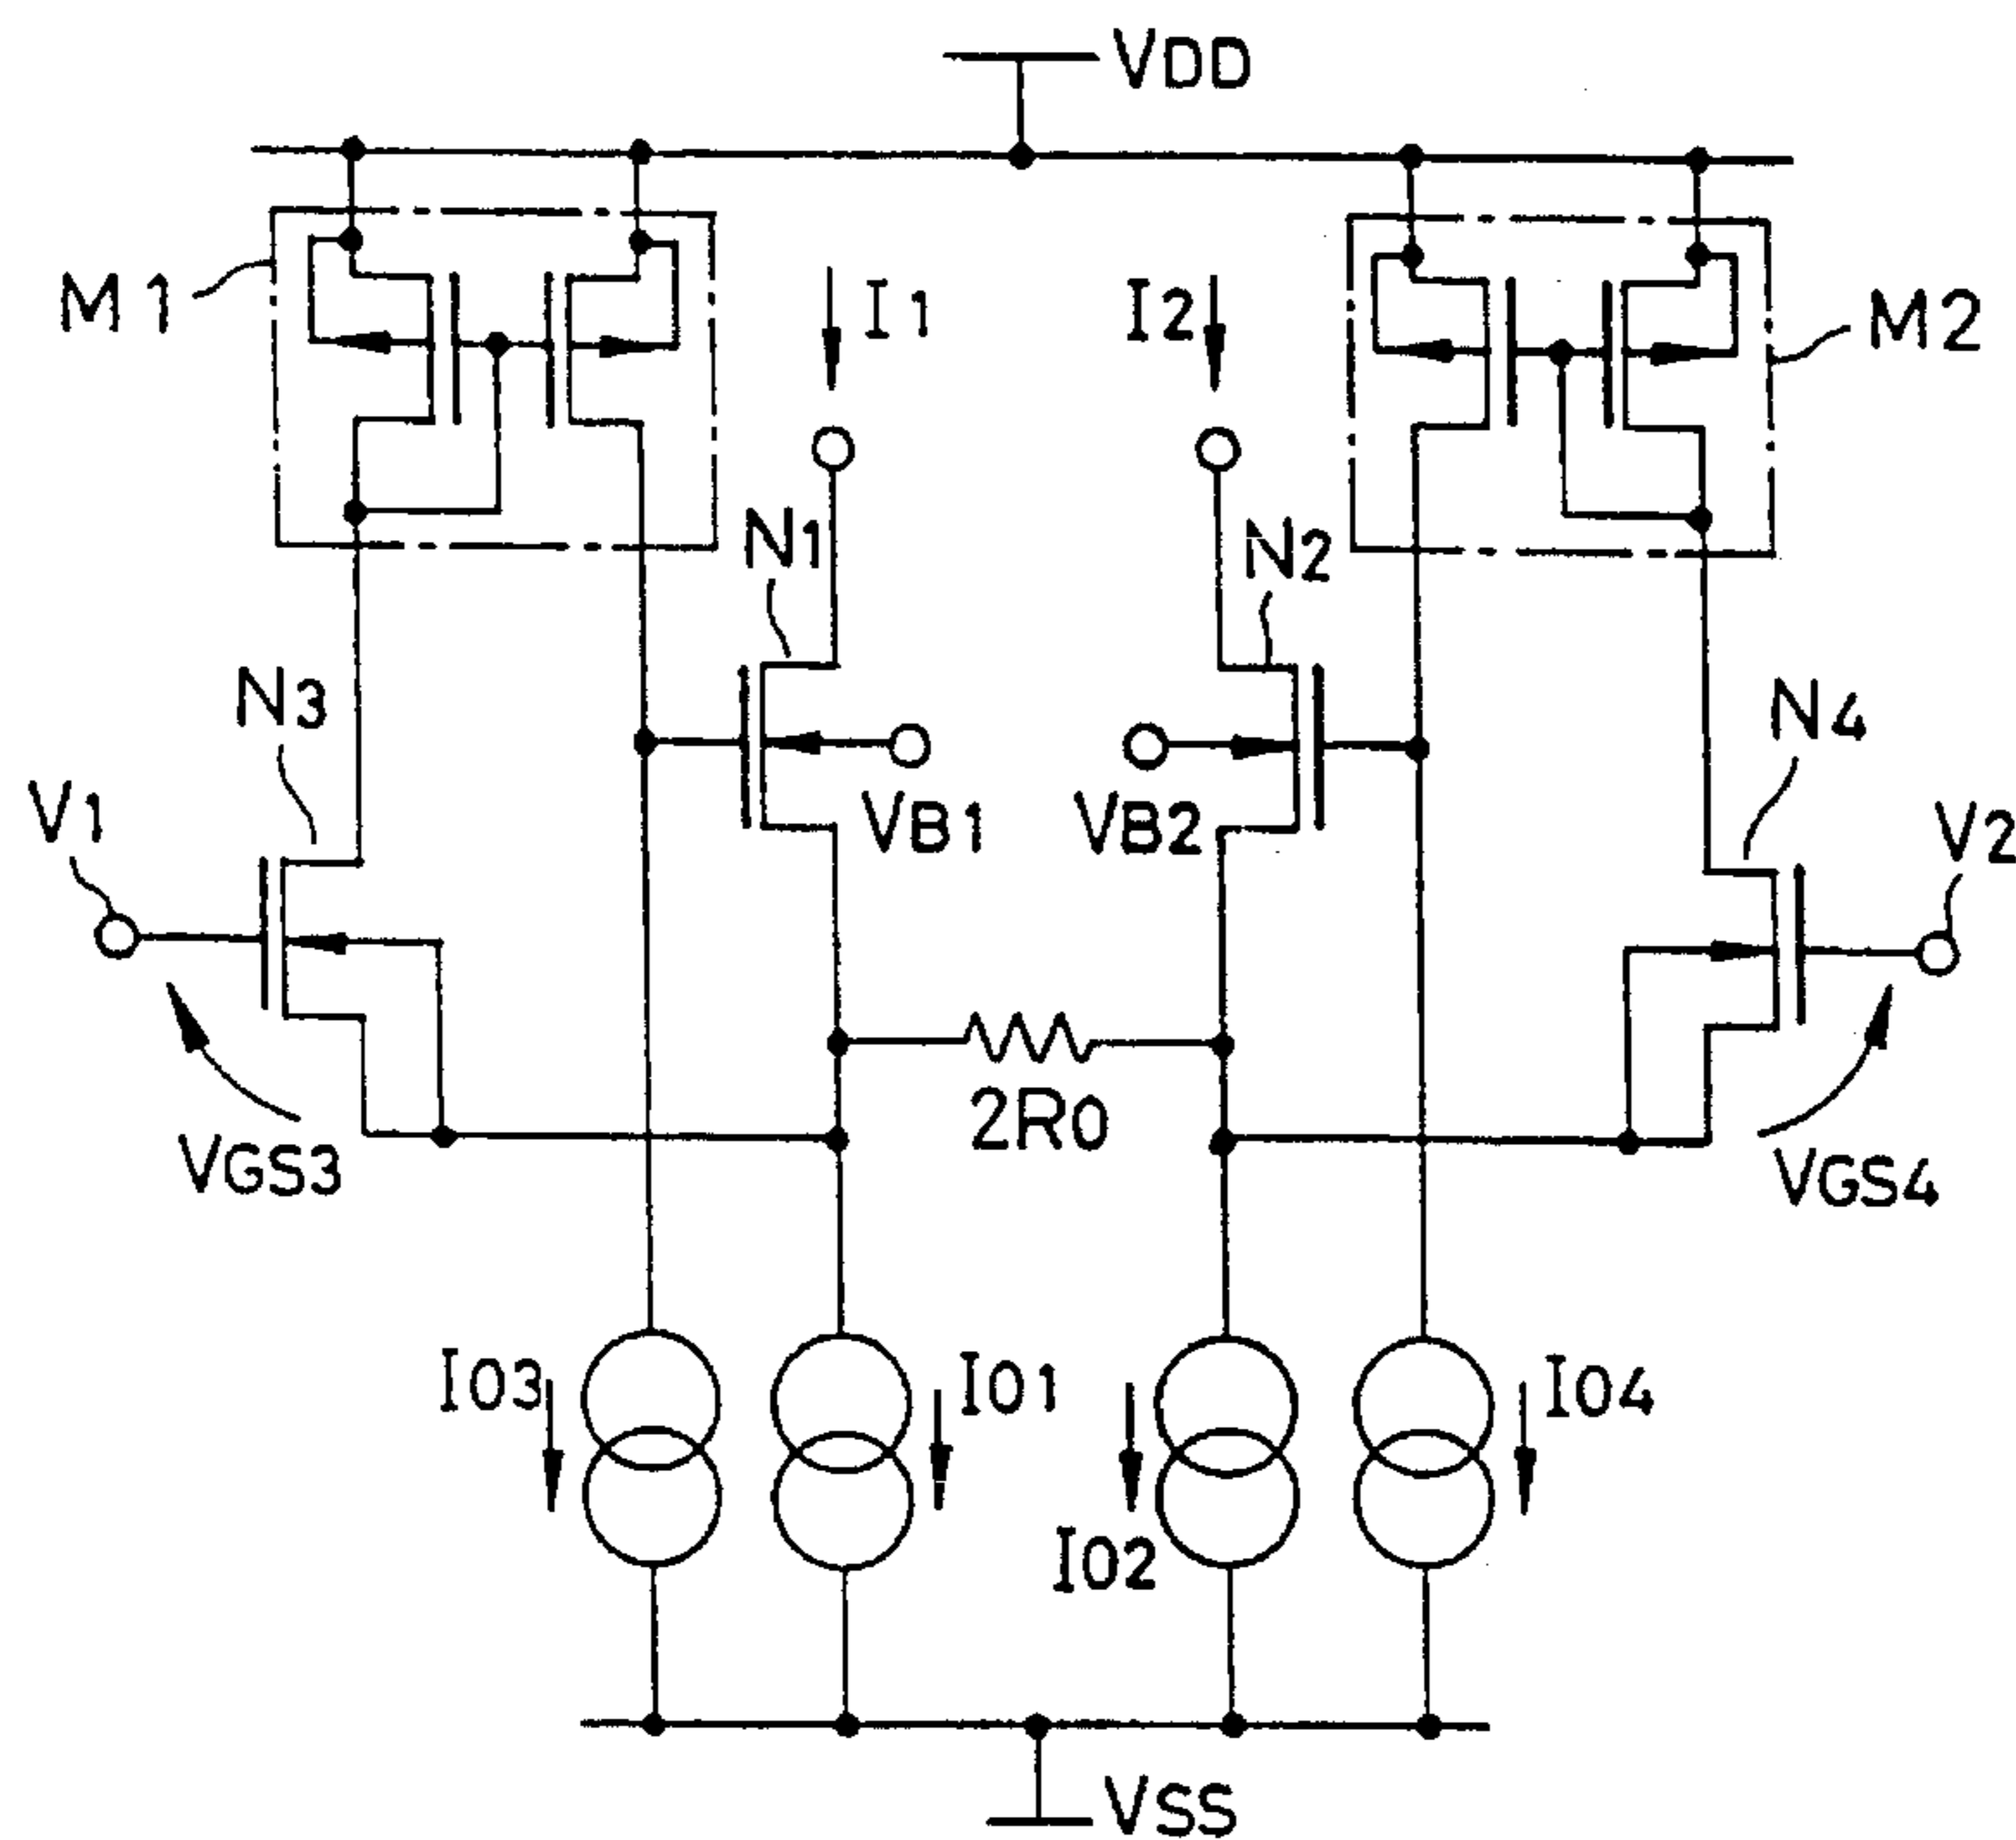 VDD
M1
I1
I2
M2
N1
N2
N3
N4
V1
VB1
VB2
V2
2R0
VGS3
VGS4
I03
I01
I04
I02
VSS